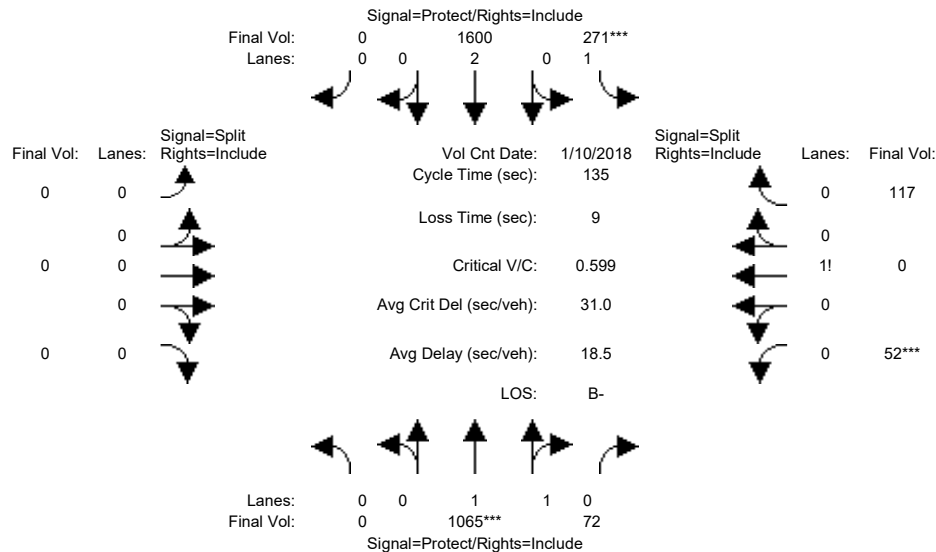 Signal=Protect/Rights=Include
Final Vol: 0 1600 271***
Lanes: 0 0 2 0 1
Signal=Split Signal=Split
Final Vol: Lanes: Rights=Include Vol Cnt Date: 1/10/2018 Rights=Include Lanes: Final Vol:
0 0 Cycle Time (sec): 135 0 117
0 Loss Time (sec): 9 0
0 0 Critical V/C: 0.599 1! 0
0 Avg Crit Del (sec/veh): 31.0 0
0 0 Avg Delay (sec/veh): 18.5 0 52***
LOS: B-
Lanes: 0 0 1 1 0
Final Vol: 0 1065*** 72
Signal=Protect/Rights=Include